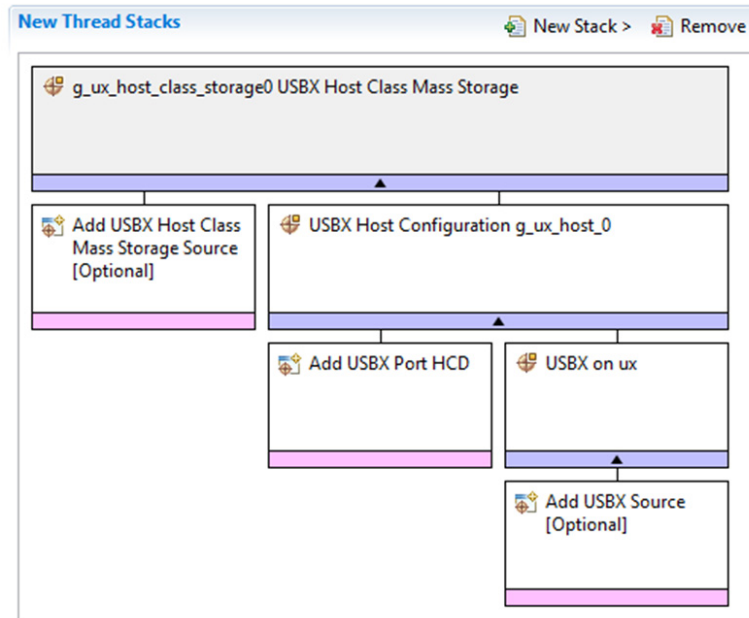 New Thread Stacks
New Stack >
Remove
g_ux_host_class_storage0 USBX Host Class Mass Storage
Add USBX Host Class
Mass Storage Source
[Optional]
USBX Host Configuration g_ux_host_0
Add USBX Port HCD
USBX on ux
Add USBX Source
[Optional]